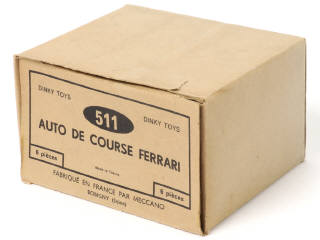 DINKY TOYS 511 DINKY TOYS
AUTO DE COURSE FERRARI
6 pièces Made in France 6 pièces
FABRIQUÉ EN FRANCE PAR MECCANO
BOBIGNY (Seine)